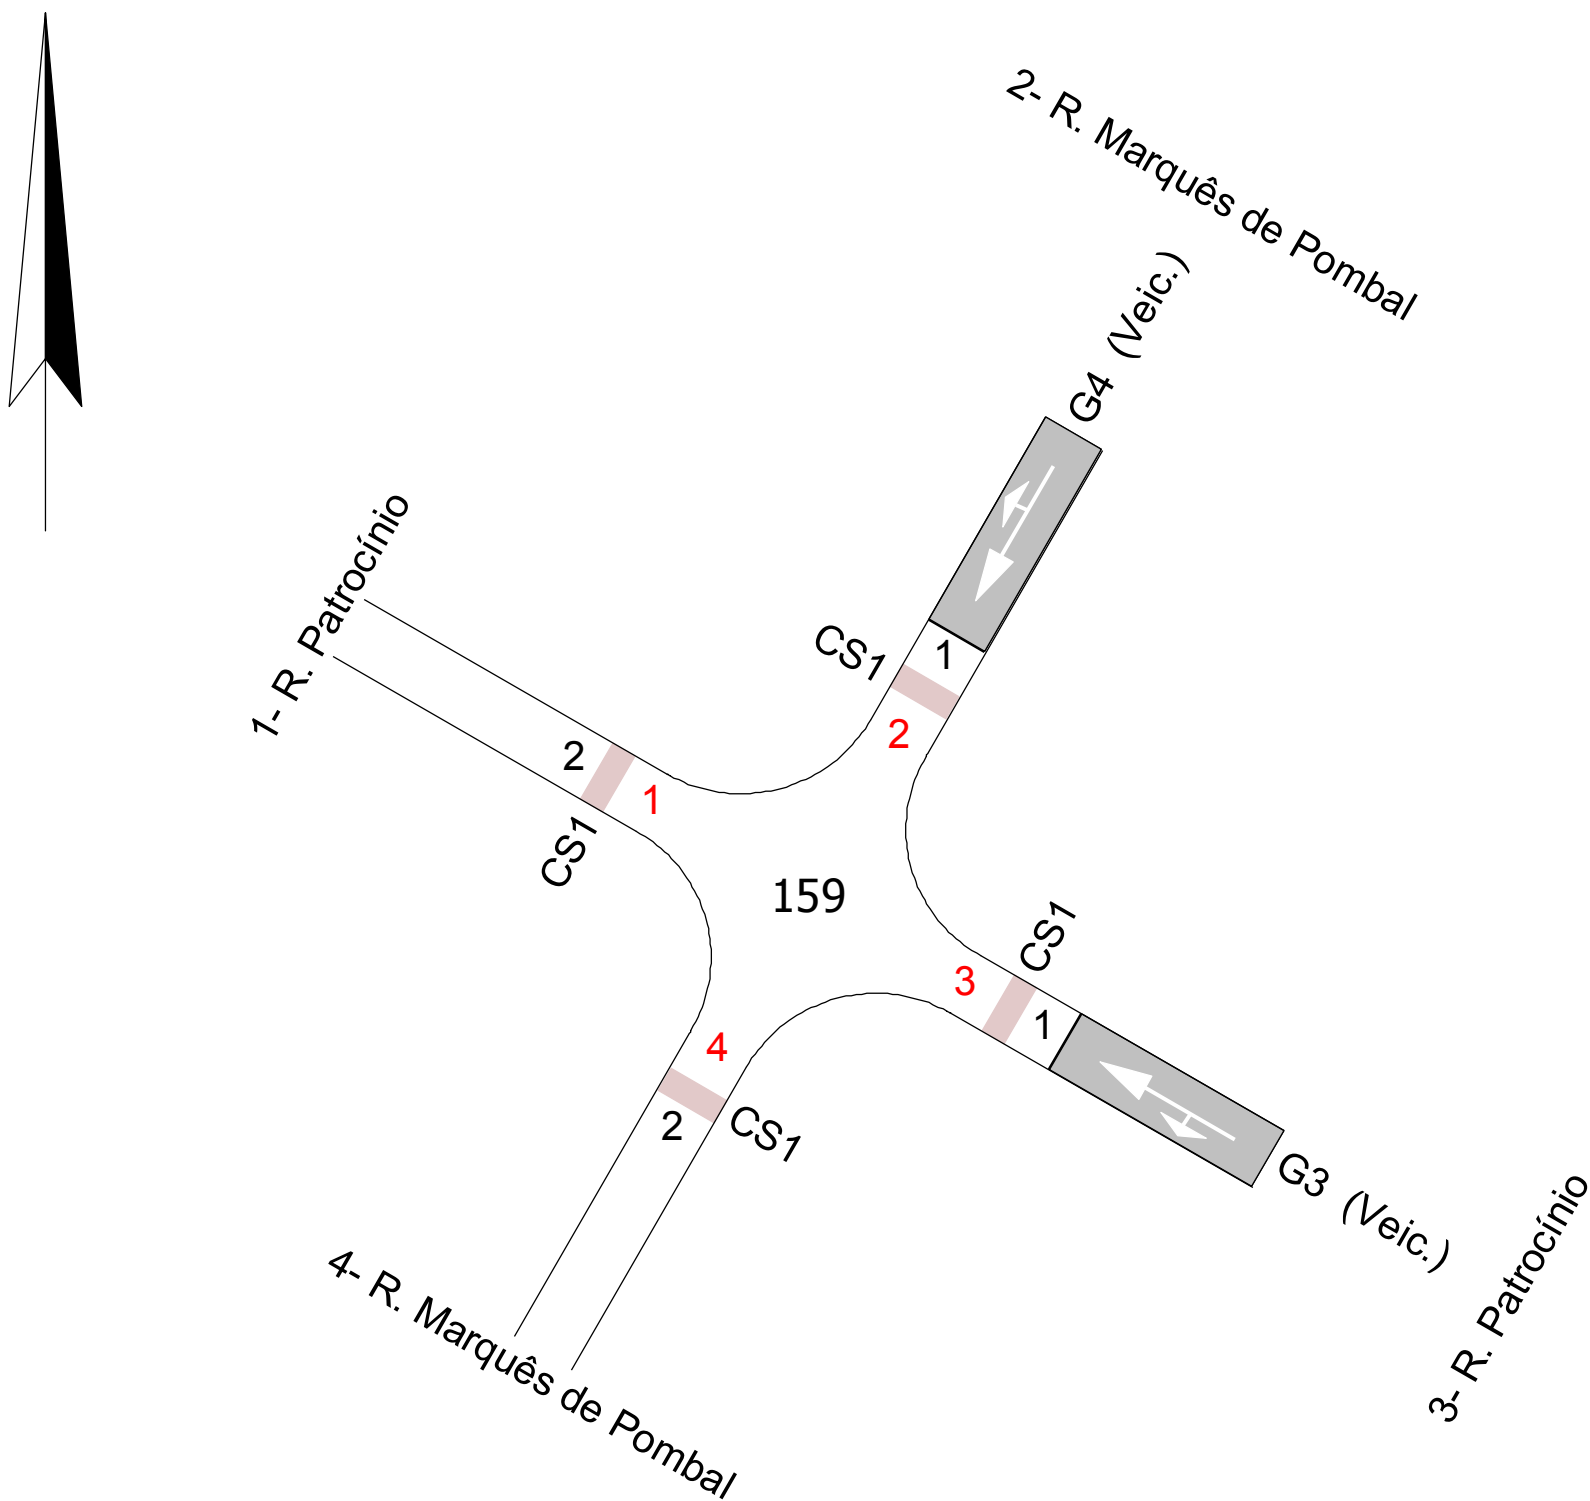 2- R. Marquês de Pombal
G4 (Veic.)
1- R. Patrocínio
CS1
1
2
2
1
CS1
159
CS1
3
1
4
2
CS1
G3 (Veic.)
3- R. Patrocínio
4- R. Marquês de Pombal